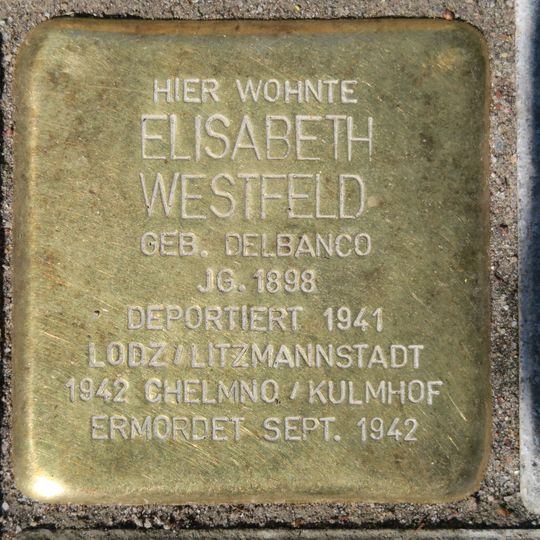 HIER WOHNTE
ELISABETH
WESTFELD
GEB. DELBANCO
JG. 1898
DEPORTIERT 1941
LODZ / LITZMANNSTADT
1942 CHELMNO / KULMHOF
ERMORDET SEPT. 1942